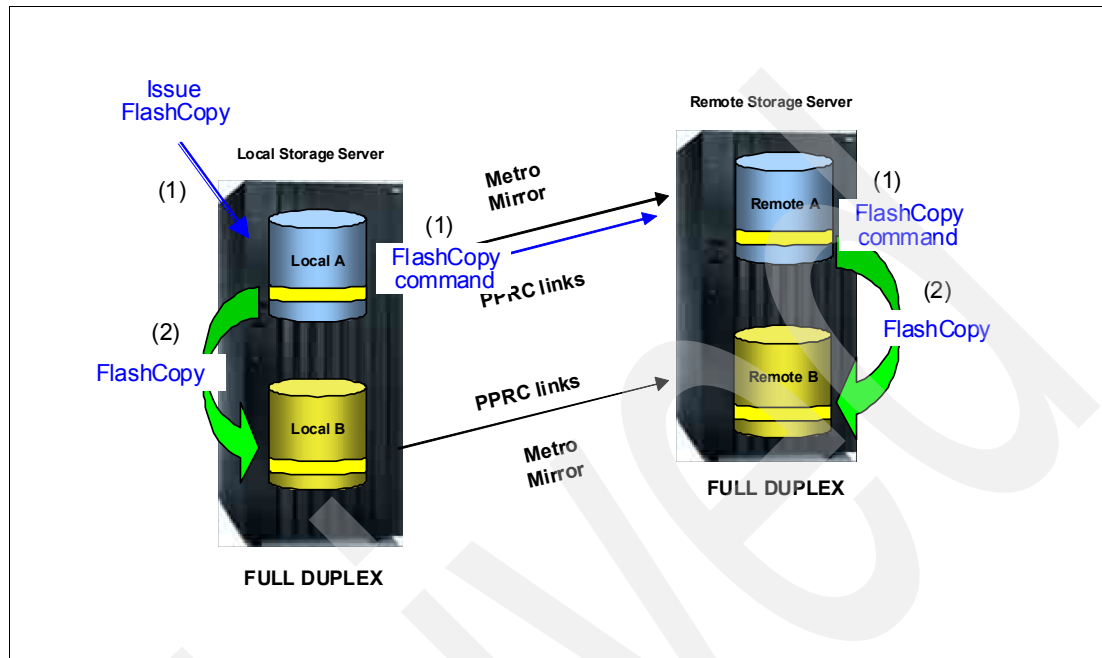 Issue
FlashCopy
(1)
Local Storage Server
Remote Storage Server
Metro
Mirror
(1)
FlashCopy
command
PPRC links
Local A
Remote A
(1)
FlashCopy
command
(2)
FlashCopy
(2)
FlashCopy
Local B
PPRC links
Metro
Mirror
Remote B
FULL DUPLEX
FULL DUPLEX